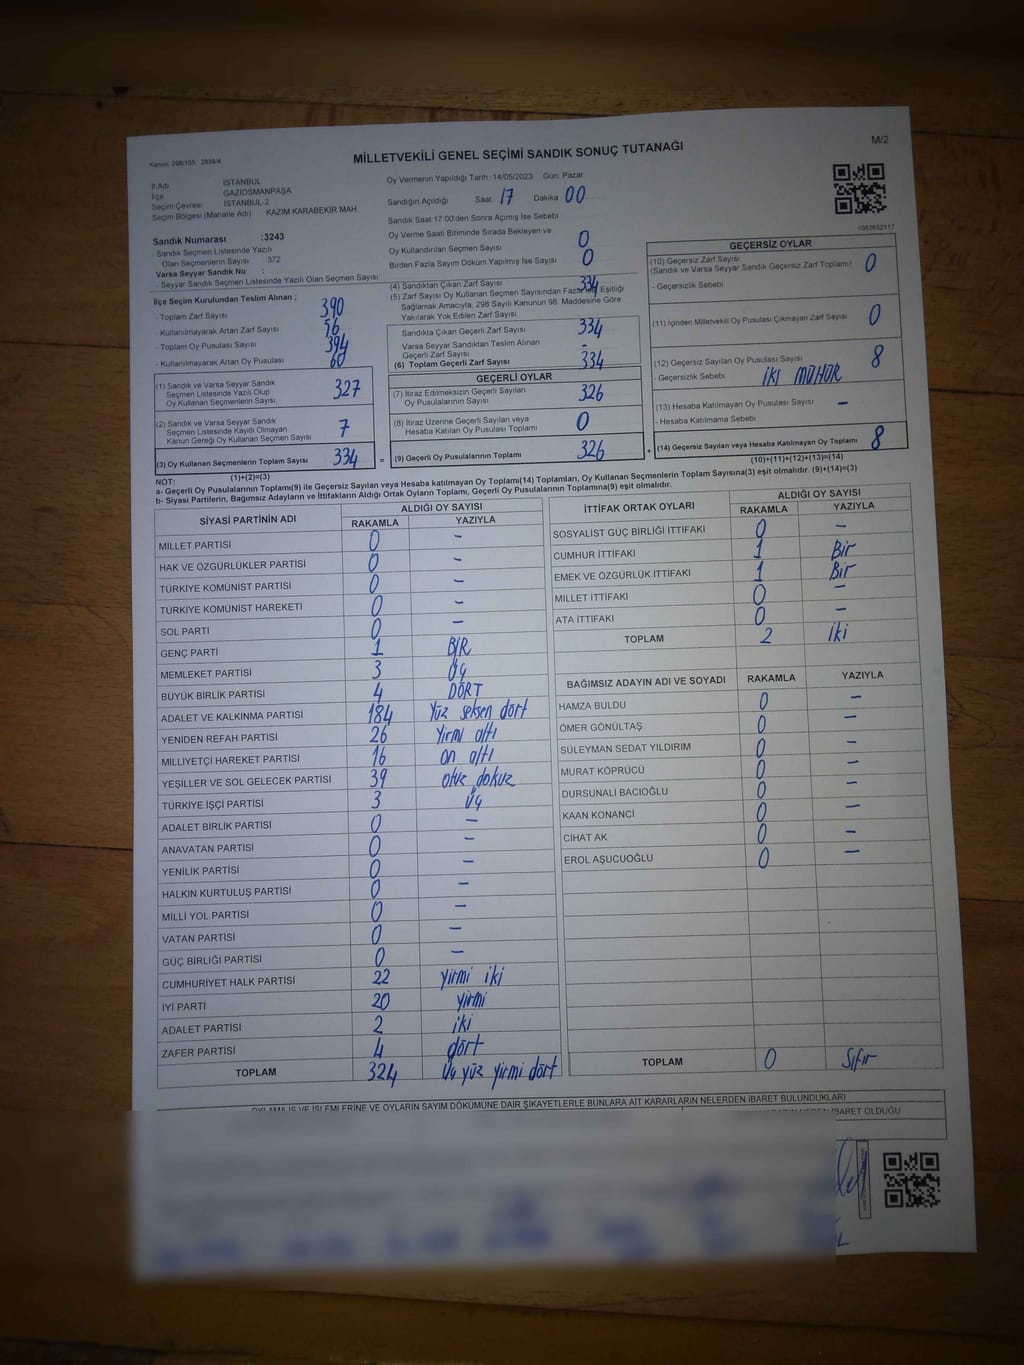 Kanun: 298/105 2839/4
MİLLETVEKİLİ GENEL SEÇİMİ SANDIK SONUÇ TUTANAĞI
M/2
İl Adı İSTANBUL
İlçe GAZİOSMANPAŞA
Seçim Çevresi İSTANBUL-2
Seçim Bölgesi (Mahalle Adı) KAZIM KARABEKİR MAH
Oy Vermenin Yapıldığı Tarih: 14/05/2023 Gün: Pazar
Sandığın Açıldığı Saat 17 Dakika 00
Sandık Saat 17:00'den Sonra Açımış İse Sebebi
Oy Verme Saati Bitiminde Sırada Bekleyen ve
Oy Kullandırılan Seçmen Sayısı 0
Birden Fazla Sayım Döküm Yapılmış İse Sayısı 0
1083652117
Sandık Numarası :3243
- Sandık Seçmen Listesinde Yazılı
Olan Seçmenlerin Sayısı : 372
Varsa Seyyar Sandık No :
- Seyyar Sandık Seçmen Listesinde Yazılı Olan Seçmen Sayısı
İlçe Seçim Kurulundan Teslim Alınan ;
- Toplam Zarf Sayısı : 390
- Kullanılmayarak Artan Zarf Sayısı : 56
- Toplam Oy Pusulası : 394
- Kullanılmayarak Artan Oy Pusulası : 60
(1) Sandık ve Varsa Seyyar Sandık
Seçmen Listesinde Yazılı Olup
Oy Kullanan Seçmenlerin Sayısı 327
(2) Sandık ve Varsa Seyyar Sandık
Seçmen Listesinde Kayıtlı Olmayan
Kanun Gereği Oy Kullanan Seçmen Sayısı 7
(3) Oy Kullanan Seçmenlerin Toplam Sayısı 334
(1)+(2)=(3)
(4) Sandıktan Çıkan Zarf Sayısı 334
(5) Zarf Sayısı Oy Kullanan Seçmen Sayısından Fazla İse, Eşitliği
Sağlamak Amacıyla, 298 Sayılı Kanunun 98. Maddesine Göre
Yakılarak Yok Edilen Zarf Sayısı
Sandıkta Çıkan Geçerli Zarf Sayısı 334
Varsa Seyyar Sandıktan Teslim Alınan
Geçerli Zarf Sayısı -
(6) Toplam Geçerli Zarf Sayısı 334
GEÇERLİ OYLAR
(7) İtiraz Edilmeksizin Geçerli Sayılan
Oy Pusulalarının Sayısı 326
(8) İtiraz Üzerine Geçerli Sayılan veya
Hesaba Katılan Oy Pusulası Toplamı 0
= (9) Geçerli Oy Pusulalarının Toplamı 326
GEÇERSİZ OYLAR
(10) Geçersiz Zarf Sayısı
(Sandık ve Varsa Seyyar Sandık Geçersiz Zarf Toplamı) 0
- Geçersizlik Sebebi
(11) İçinden Milletvekili Oy Pusulası Çıkmayan Zarf Sayısı 0
(12) Geçersiz Sayılan Oy Pusulası Sayısı 8
- Geçersizlik Sebebi : İKİ MÜHÜR
(13) Hesaba Katılmayan Oy Pusulası Sayısı -
- Hesaba Katılmama Sebebi :
+ (14) Geçersiz Sayılan veya Hesaba Katılmayan Oy Toplamı 8
(10)+(11)+(12)+(13)=(14)
NOT:
a- Geçerli Oy Pusulalarının Toplamı(9) ile Geçersiz Sayılan veya Hesaba katılmayan Oy Toplamı(14) Toplamları, Oy Kullanan Seçmenlerin Toplam Sayısına(3) eşit olmalıdır. (9)+(14)=(3)
b- Siyasi Partilerin, Bağımsız Adayların ve İttifakların Aldığı Ortak Oyların Toplamı, Geçerli Oy Pusulalarının Toplamına(9) eşit olmalıdır.
SİYASİ PARTİNİN ADI ALDIĞI OY SAYISI
RAKAMLA YAZIYLA
MİLLET PARTİSİ 0 -
HAK VE ÖZGÜRLÜKLER PARTİSİ 0 -
TÜRKİYE KOMÜNİST PARTİSİ 0 -
TÜRKİYE KOMÜNİST HAREKETİ 0 -
SOL PARTİ 0 -
GENÇ PARTİ 1 BİR
MEMLEKET PARTİSİ 3 ÜÇ
BÜYÜK BİRLİK PARTİSİ 4 DÖRT
ADALET VE KALKINMA PARTİSİ 184 Yüz seksen dört
YENİDEN REFAH PARTİSİ 26 Yirmi altı
MİLLİYETÇİ HAREKET PARTİSİ 16 on altı
YEŞİLLER VE SOL GELECEK PARTİSİ 39 otuz dokuz
TÜRKİYE İŞÇİ PARTİSİ 3 üç
ADALET BİRLİK PARTİSİ 0 -
ANAVATAN PARTİSİ 0 -
YENİLİK PARTİSİ 0 -
HALKIN KURTULUŞ PARTİSİ 0 -
MİLLİ YOL PARTİSİ 0 -
VATAN PARTİSİ 0 -
GÜÇ BİRLİĞİ PARTİSİ 0 -
CUMHURİYET HALK PARTİSİ 22 Yirmi iki
İYİ PARTİ 20 yirmi
ADALET PARTİSİ 2 iki
ZAFER PARTİSİ 4 dört
TOPLAM 324 Üç yüz yirmi dört
İTTİFAK ORTAK OYLARI ALDIĞI OY SAYISI
RAKAMLA YAZIYLA
SOSYALİST GÜÇ BİRLİĞİ İTTİFAKI 0 -
CUMHUR İTTİFAKI 1 Bir
EMEK VE ÖZGÜRLÜK İTTİFAKI 1 Bir
MİLLET İTTİFAKI 0 -
ATA İTTİFAKI 0 -
TOPLAM 2 iki
BAĞIMSIZ ADAYIN ADI VE SOYADI RAKAMLA YAZIYLA
HAMZA BULDU 0 -
ÖMER GÖNÜLTAŞ 0 -
SÜLEYMAN SEDAT YILDIRIM 0 -
MURAT KÖPRÜCÜ 0 -
DURSUNALİ BACIOĞLU 0 -
KAAN KONANCİ 0 -
CİHAT AK 0 -
EROL AŞUCUOĞLU 0 -
TOPLAM 0 Sıfır
OYLAMA İŞ VE İŞLEMLERİNE VE OYLARIN SAYIM DÖKÜMÜNE DAİR ŞİKAYETLERLE BUNLARA AİT KARARLARIN NELERDEN İBARET BULUNDUKLARI
İBARET OLDUĞU